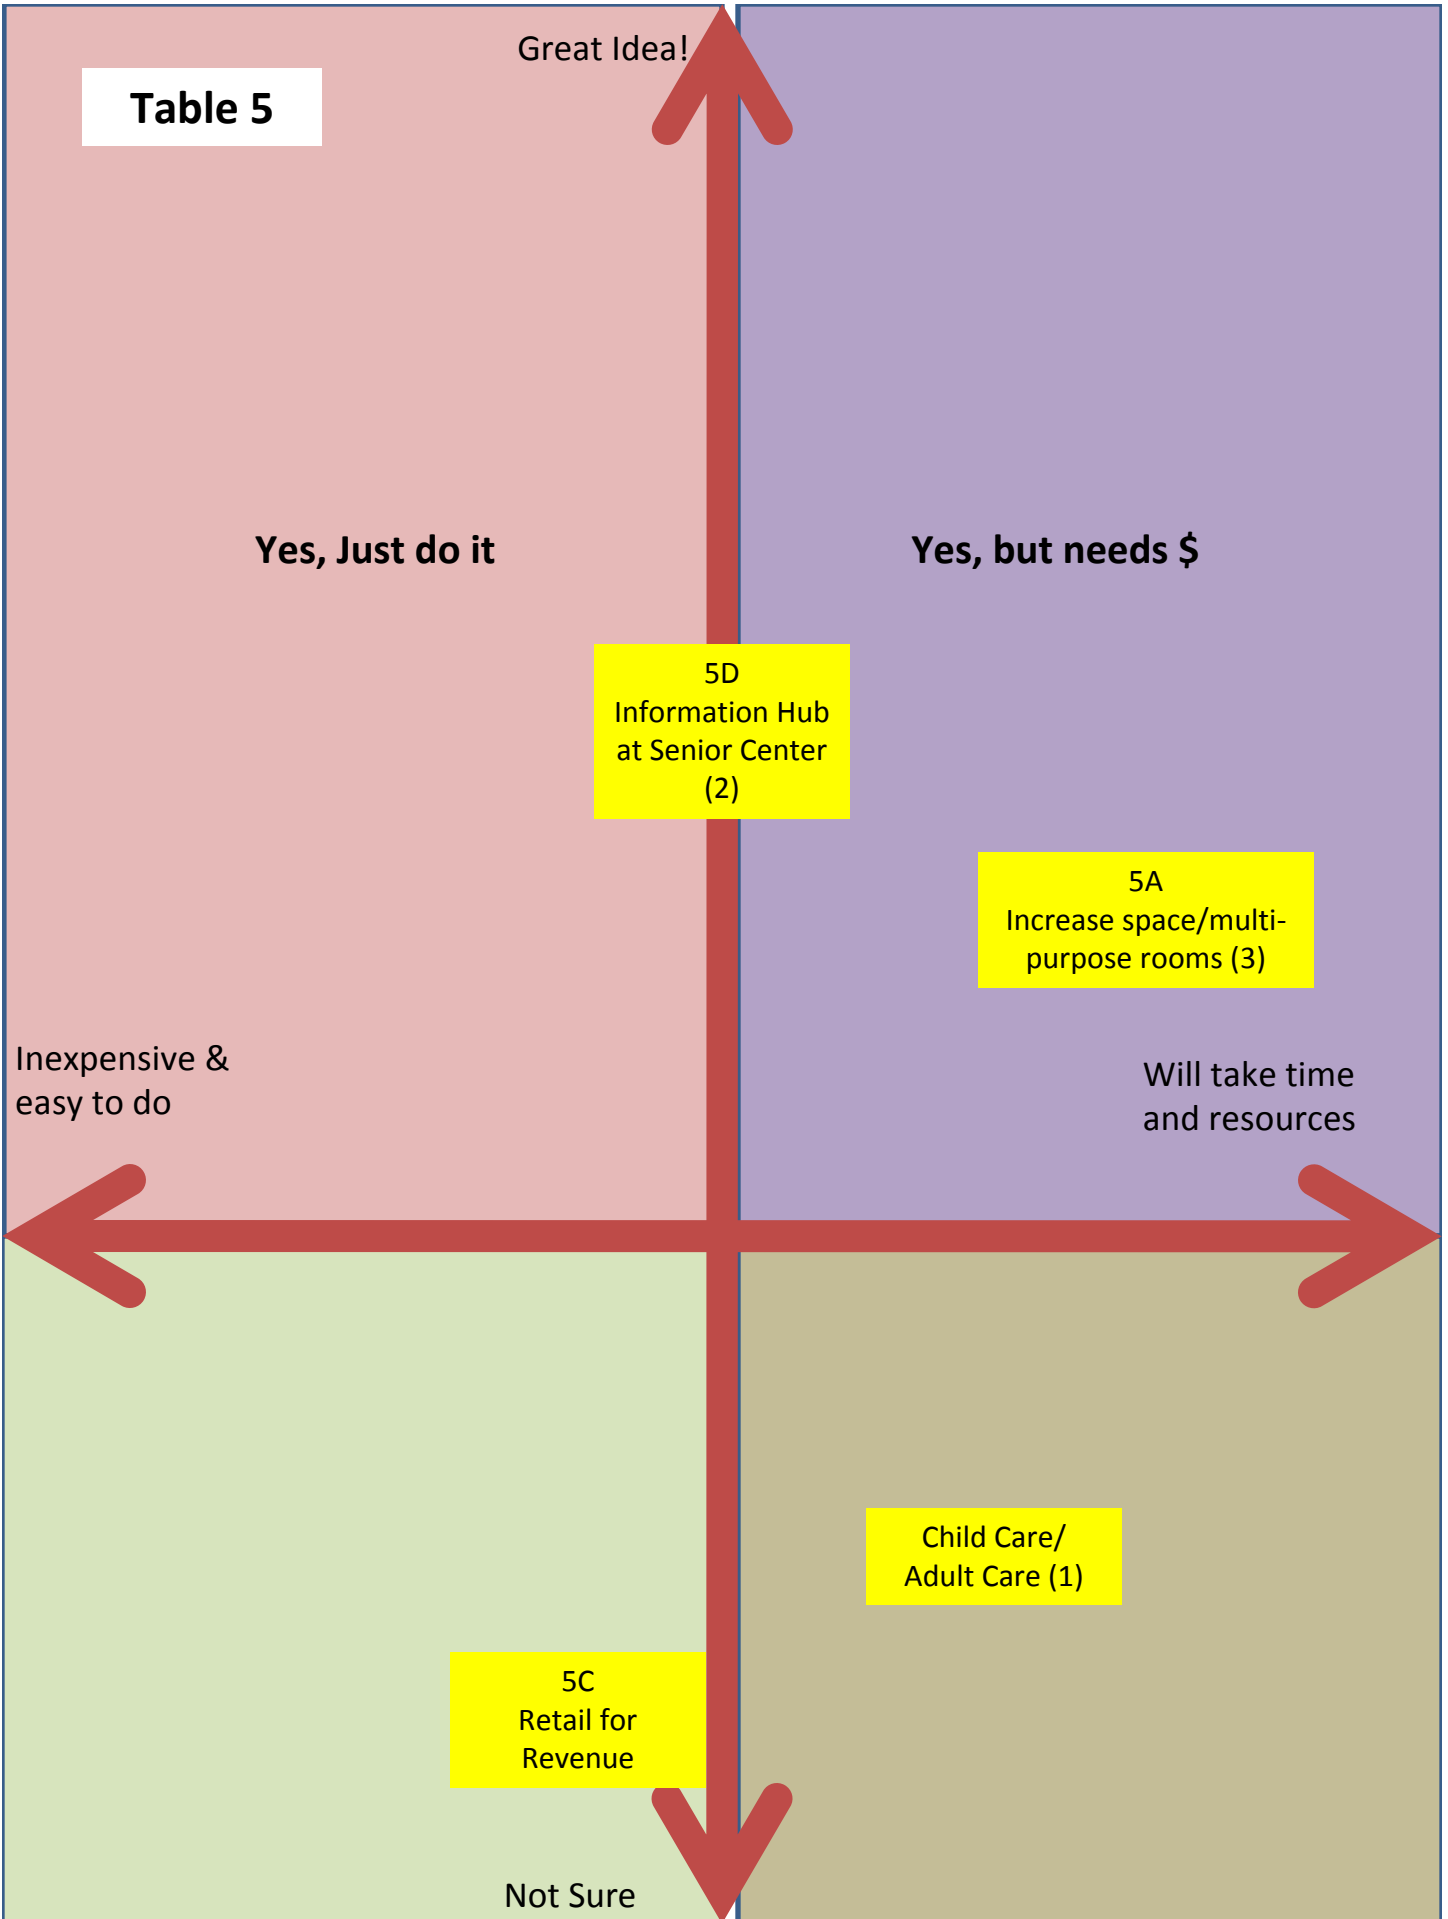 Great Idea!
Table 5
Yes, Just do it
Yes, but needs $
5D
Information Hub
at Senior Center
(2)
5A
Increase space/multi-
purpose rooms (3)
Inexpensive &
easy to do
Will take time
and resources
Child Care/
Adult Care (1)
5C
Retail for
Revenue
Not Sure